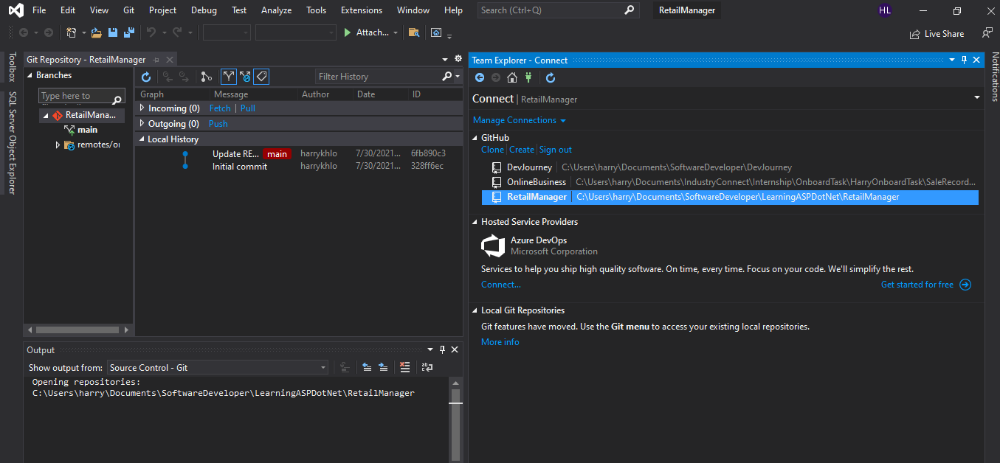 File Edit View Git Project Debug Test Analyze Tools Extensions Window Help Search (Ctrl+Q) RetailManager HL
Attach... Live Share
Toolbox
SQL Server Object Explorer
Git Repository - RetailManager
Branches
Type here to
RetailMana...
main
remotes/or
Filter History
Graph Message Author Date ID
Incoming (0) Fetch | Pull
Outgoing (0) Push
Local History
Update RE... main harrykhlo 7/30/2021... 6fb890c3
Initial commit harrykhlo 7/30/2021... 328ff6ec
Output
Show output from: Source Control - Git
Opening repositories:
C:\Users\harry\Documents\SoftwareDeveloper\LearningASPDotNet\RetailManager
Team Explorer - Connect
Connect | RetailManager
Manage Connections
GitHub
Clone | Create | Sign out
DevJourney | C:\Users\harry\Documents\SoftwareDeveloper\DevJourney
OnlineBusiness | C:\Users\harry\Documents\IndustryConnect\Internship\OnboardTask\HarryOnboardTask\SaleRecord...
RetailManager | C:\Users\harry\Documents\SoftwareDeveloper\LearningASPDotNet\RetailManager
Hosted Service Providers
Azure DevOps
Microsoft Corporation
Services to help you ship high quality software. On time, every time. Focus on your code. We'll simplify the rest.
Connect... Get started for free
Local Git Repositories
Git features have moved. Use the Git menu to access your existing local repositories.
More info
Notifications